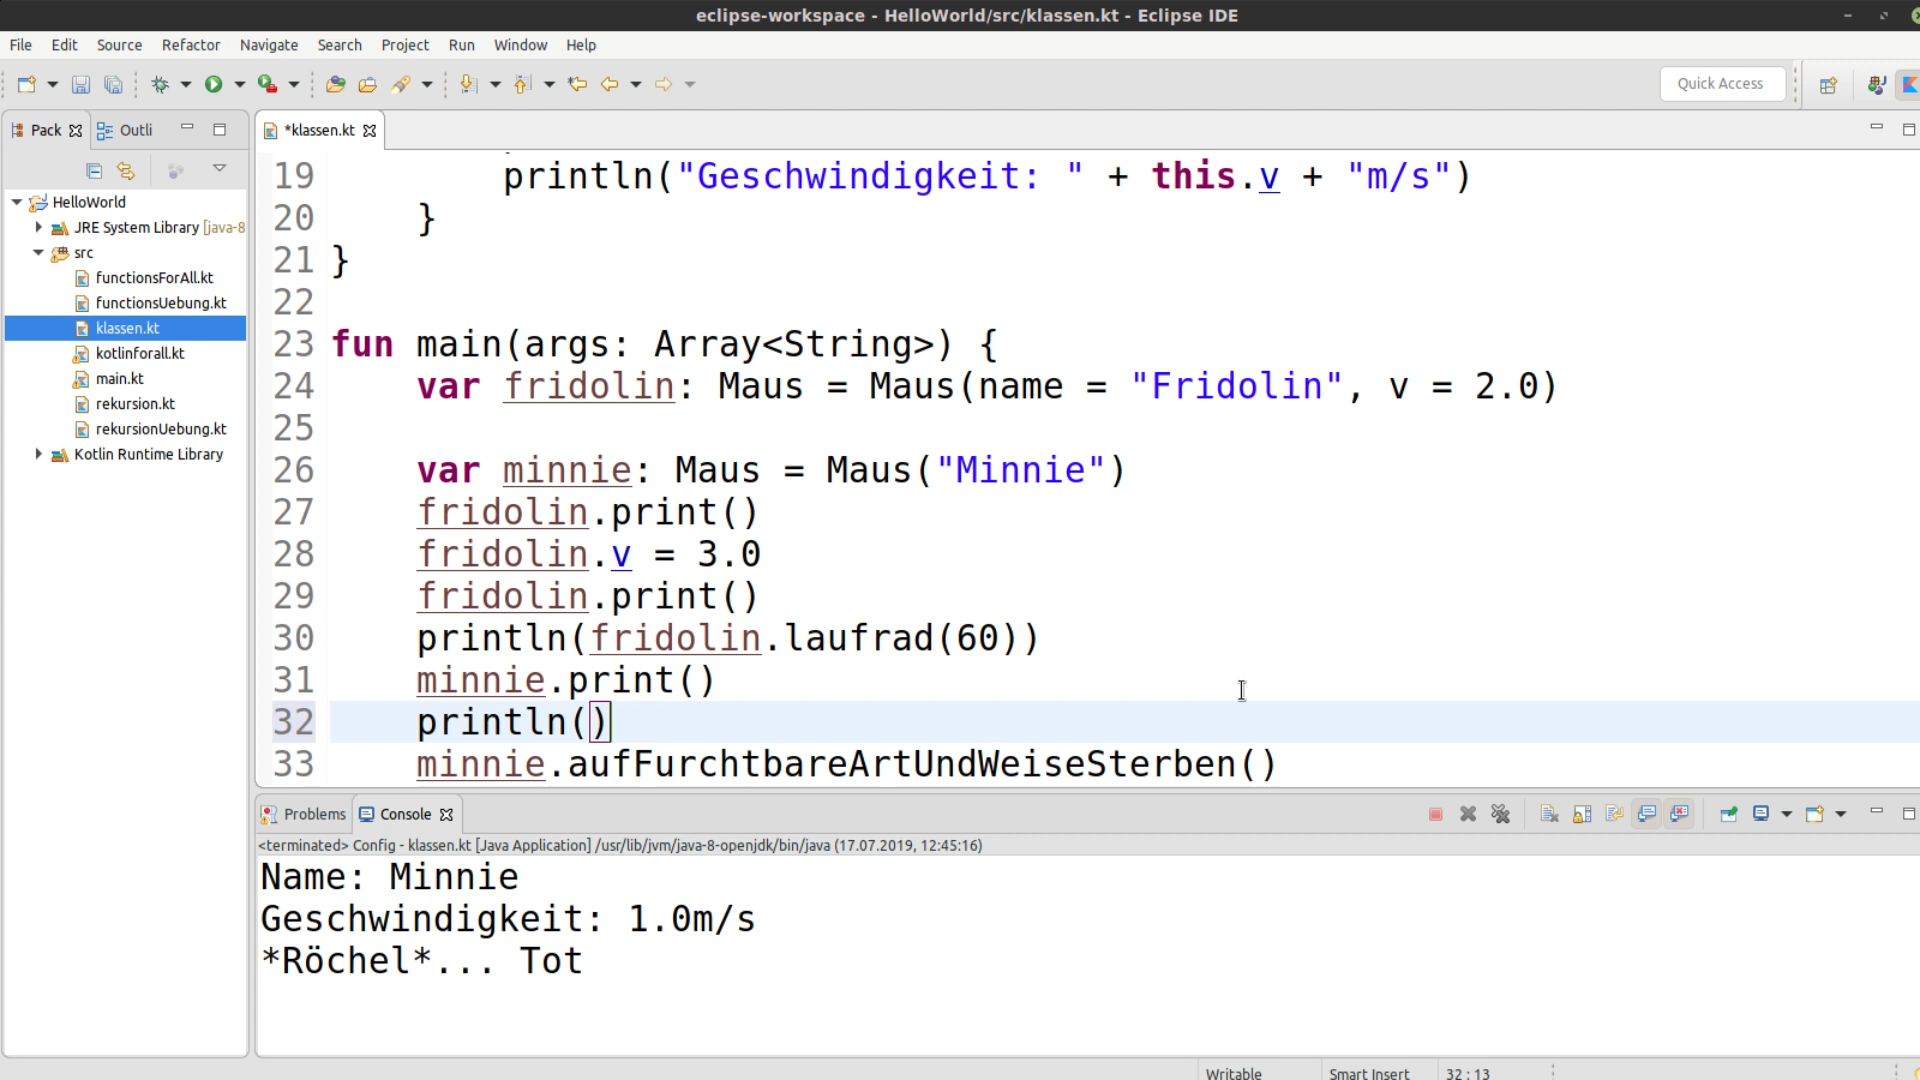 eclipse-workspace - HelloWorld/src/klassen.kt - Eclipse IDE
File Edit Source Refactor Navigate Search Project Run Window Help
Quick Access
Pack Outli
*klassen.kt
HelloWorld
JRE System Library [java-8
src
functionsForAll.kt
functionsUebung.kt
klassen.kt
kotlinforall.kt
main.kt
rekursion.kt
rekursionUebung.kt
Kotlin Runtime Library
19 println("Geschwindigkeit: " + this.v + "m/s")
20 }
21 }
22
23 fun main(args: Array<String>) {
24 var fridolin: Maus = Maus(name = "Fridolin", v = 2.0)
25
26 var minnie: Maus = Maus("Minnie")
27 fridolin.print()
28 fridolin.v = 3.0
29 fridolin.print()
30 println(fridolin.laufrad(60))
31 minnie.print()
32 println()
33 minnie.aufFurchtbareArtUndWeiseSterben()
Problems Console
<terminated> Config - klassen.kt [Java Application] /usr/lib/jvm/java-8-openjdk/bin/java (17.07.2019, 12:45:16)
Name: Minnie
Geschwindigkeit: 1.0m/s
*Röchel*... Tot
Writable Smart Insert 32 : 13